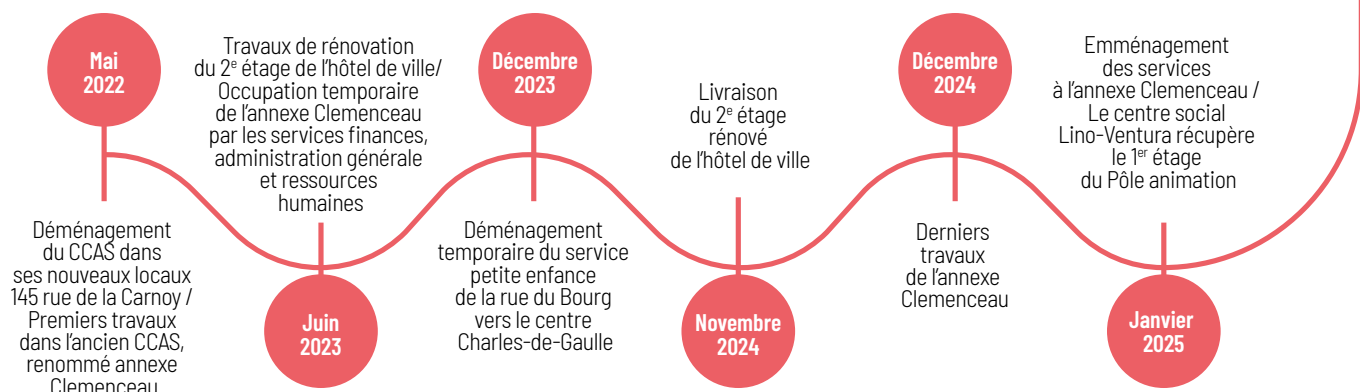 Mai
2022
Déménagement
du CCAS dans
ses nouveaux locaux
145 rue de la Carnoy /
Premiers travaux
dans l'ancien CCAS,
renommé annexe
Clemenceau
Travaux de rénovation
du 2e étage de l'hôtel de ville/
Occupation temporaire
de l'annexe Clemenceau
par les services finances,
administration générale
et ressources
humaines
Juin
2023
Décembre
2023
Déménagement
temporaire du service
petite enfance
de la rue du Bourg
vers le centre
Charles-de-Gaulle
Livraison
du 2e étage
rénové
de l'hôtel de ville
Novembre
2024
Décembre
2024
Derniers
travaux
de l'annexe
Clemenceau
Emménagement
des services
à l'annexe Clemenceau /
Le centre social
Lino-Ventura récupère
le 1er étage
du Pôle animation
Janvier
2025